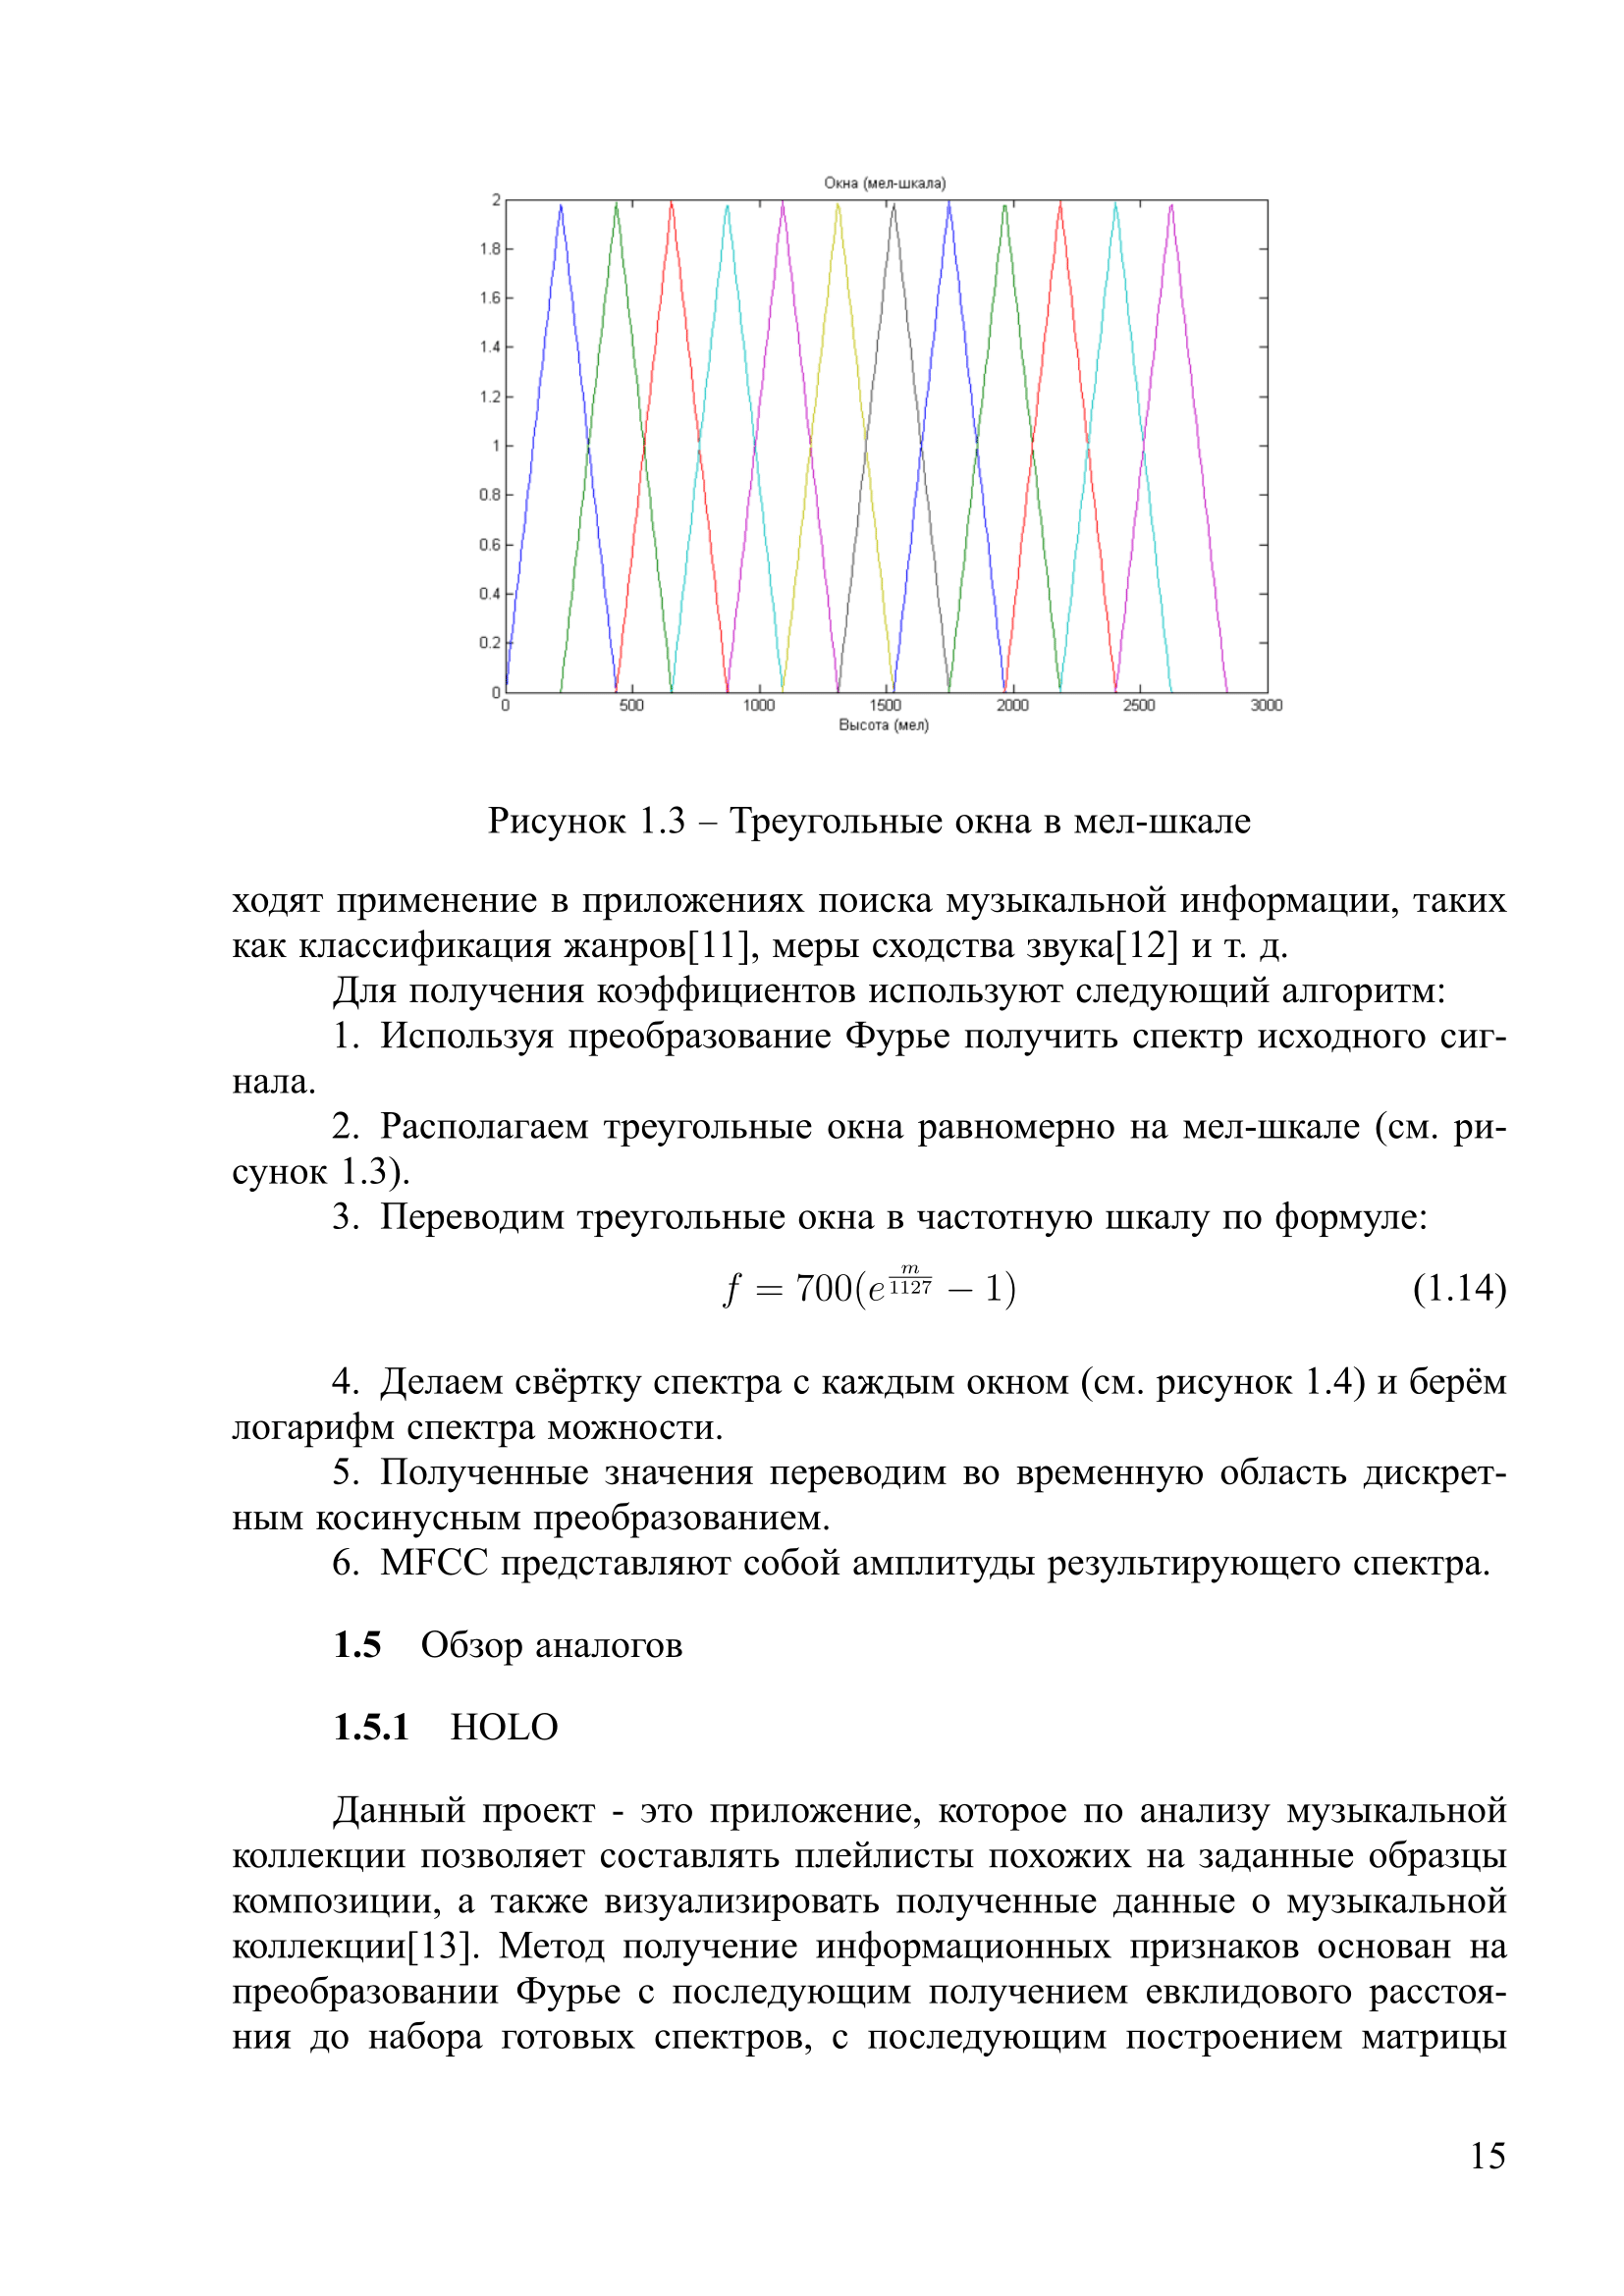 Окна (мел-шкала)
2
1.8
1.6
1.4
1.2
1
0.8
0.6
0.4
0.2
0
0 500 1000 1500 2000 2500 3000
Высота (мел)
Рисунок 1.3 – Треугольные окна в мел-шкале
ходят применение в приложениях поиска музыкальной информации, таких
как классификация жанров[11], меры сходства звука[12] и т. д.
Для получения коэффициентов используют следующий алгоритм:
1. Используя преобразование Фурье получить спектр исходного сиг-
нала.
2. Располагаем треугольные окна равномерно на мел-шкале (см. ри-
сунок 1.3).
3. Переводим треугольные окна в частотную шкалу по формуле:
f = 700(e^{\frac{m}{1127}} − 1) (1.14)
4. Делаем свёртку спектра с каждым окном (см. рисунок 1.4) и берём
логарифм спектра можности.
5. Полученные значения переводим во временную область дискрет-
ным косинусным преобразованием.
6. MFCC представляют собой амплитуды результирующего спектра.
1.5 Обзор аналогов
1.5.1 HOLO
Данный проект - это приложение, которое по анализу музыкальной
коллекции позволяет составлять плейлисты похожих на заданные образцы
композиции, а также визуализировать полученные данные о музыкальной
коллекции[13]. Метод получение информационных признаков основан на
преобразовании Фурье с последующим получением евклидового расстоя-
ния до набора готовых спектров, с последующим построением матрицы
15